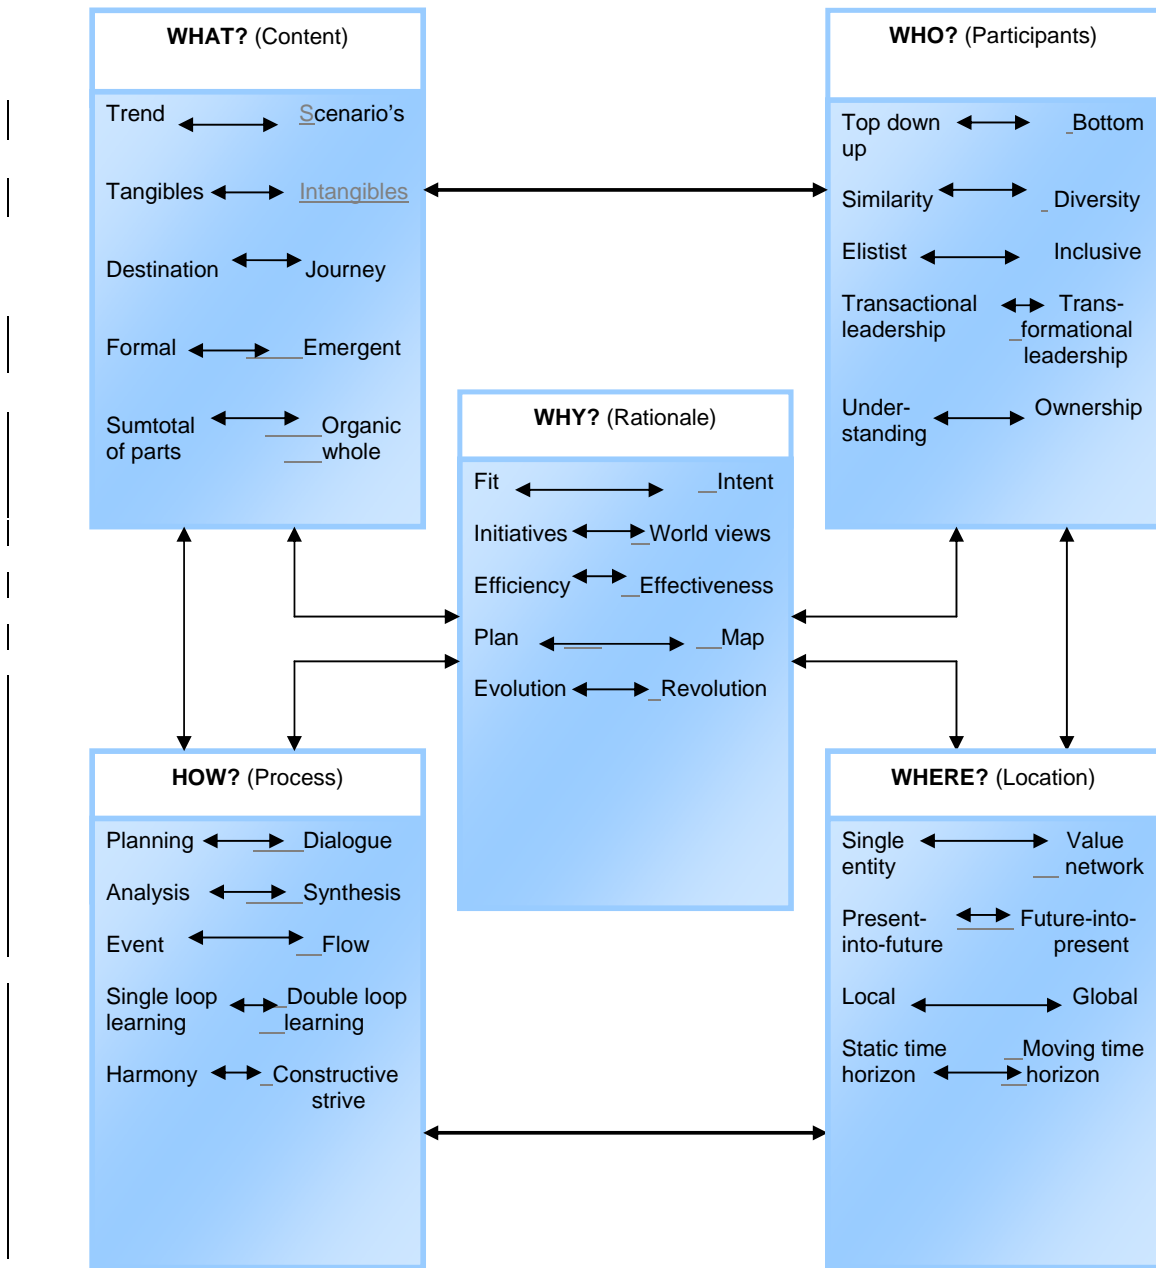 WHAT? (Content)
Trend Scenario's
Tangibles Intangibles
Destination Journey
Formal Emergent
Sumtotal Organic
of parts whole
WHO? (Participants)
Top down Bottom
up
Similarity Diversity
Elistist Inclusive
Transactional Trans-
leadership formational
leadership
Under- Ownership
standing
WHY? (Rationale)
Fit Intent
Initiatives World views
Efficiency Effectiveness
Plan Map
Evolution Revolution
HOW? (Process)
Planning Dialogue
Analysis Synthesis
Event Flow
Single loop Double loop
learning learning
Harmony Constructive
strive
WHERE? (Location)
Single Value
entity network
Present- Future-into-
into-future present
Local Global
Static time Moving time
horizon horizon